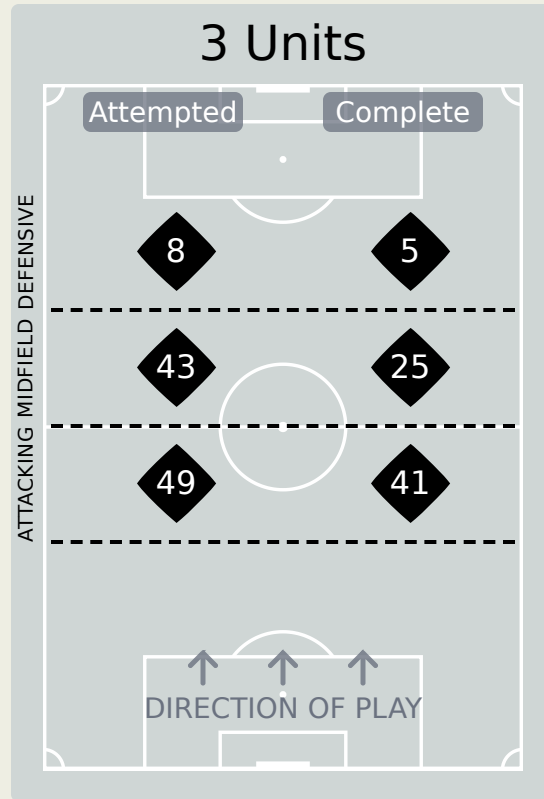 3 Units
Attempted Complete
8 5
43 25
49 41
ATTACKING MIDFIELD DEFENSIVE
DIRECTION OF PLAY